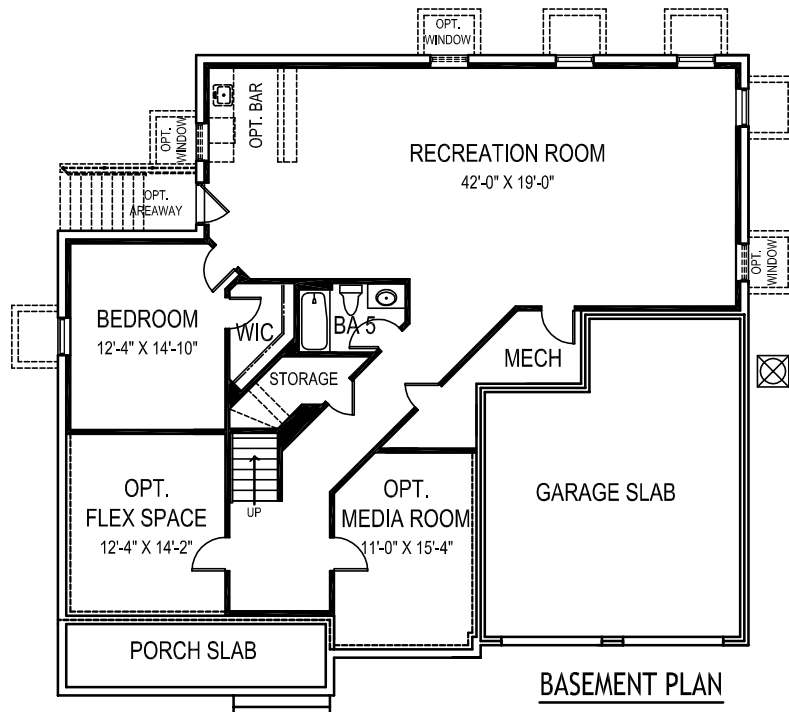 OPT.
WINDOW
OPT. BAR
OPT.
WINDOW
RECREATION ROOM
42'-0" X 19'-0"
OPT.
AREAWAY
OPT.
WINDOW
BEDROOM
12'-4" X 14'-10"
WIC
BA 5
MECH
STORAGE
OPT.
FLEX SPACE
12'-4" X 14'-2"
UP
OPT.
MEDIA ROOM
11'-0" X 15'-4"
GARAGE SLAB
PORCH SLAB
BASEMENT PLAN